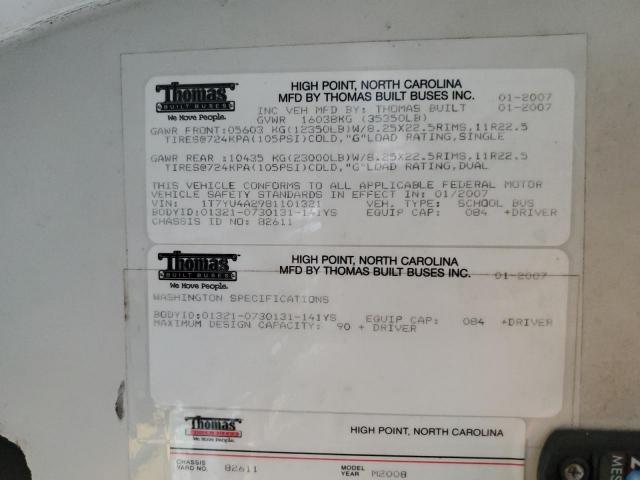 Thomas
BUILT BUSES
We Move People.
HIGH POINT, NORTH CAROLINA
MFD BY THOMAS BUILT BUSES INC. 01-2007
INC VEH MFD BY: THOMAS BUILT 01-2007
GVWR 16038KG (35350LB)
GAWR FRONT:05603 KG(12350LB)W/8.25X22.5RIMS,11R22.5
TIRES@724KPA(105PSI)COLD,"G"LOAD RATING,SINGLE
GAWR REAR :10435 KG(23000LB)W/8.25X22.5RIMS,11R22.5
TIRES@724KPA(105PSI)COLD,"G"LOAD RATING,DUAL
THIS VEHICLE CONFORMS TO ALL APPLICABLE FEDERAL MOTOR
VEHICLE SAFETY STANDARDS IN EFFECT IN: 01/2007
VIN: 1T7YU4A2981101321 VEH. TYPE: SCHOOL BUS
BODYID:01321-0730131-141YS EQUIP CAP: 084 +DRIVER
CHASSIS ID NO: 82611
Thomas
BUILT BUSES
We Move People.
HIGH POINT, NORTH CAROLINA
MFD BY THOMAS BUILT BUSES INC. 01-2007
WASHINGTON SPECIFICATIONS
BODYID:01321-0730131-141YS EQUIP CAP: 084 +DRIVER
MAXIMUM DESIGN CAPACITY: 90 + DRIVER
Thomas
BUILT BUSES
We Move People.
HIGH POINT, NORTH CAROLINA
CHASSIS
YARD NO. 82611
MODEL
YEAR M2008